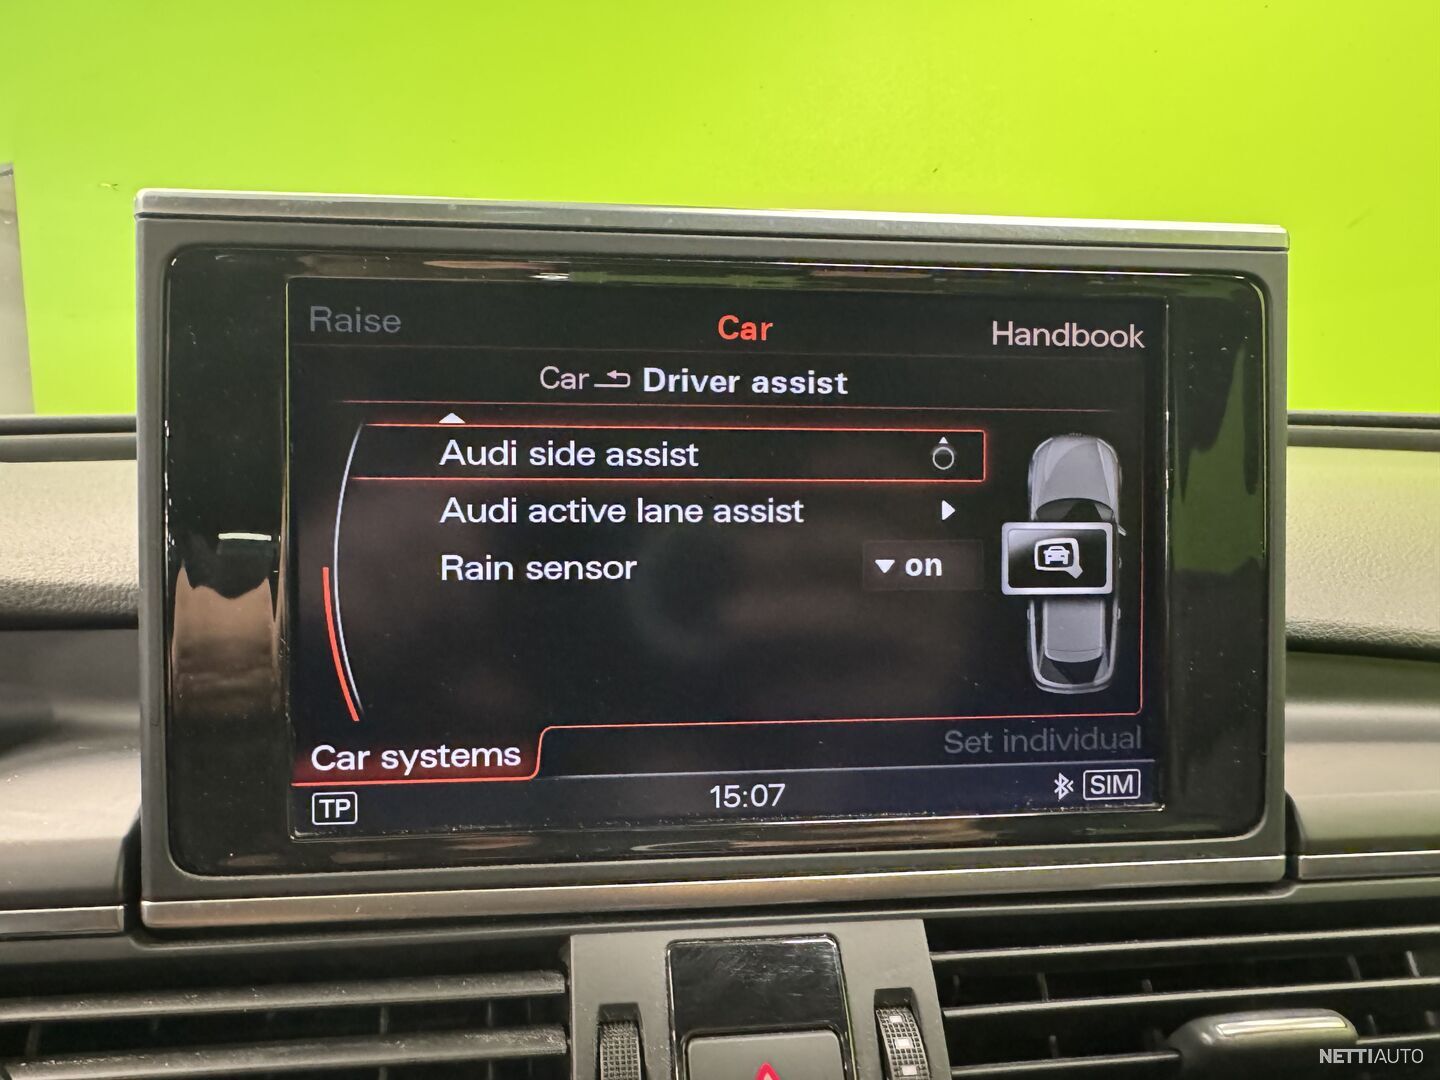 Raise
Car
Handbook
Car Driver assist
Audi side assist
Audi active lane assist
Rain sensor
on
Car systems
Set individual
TP
15:07
SIM
NETTIAUTO